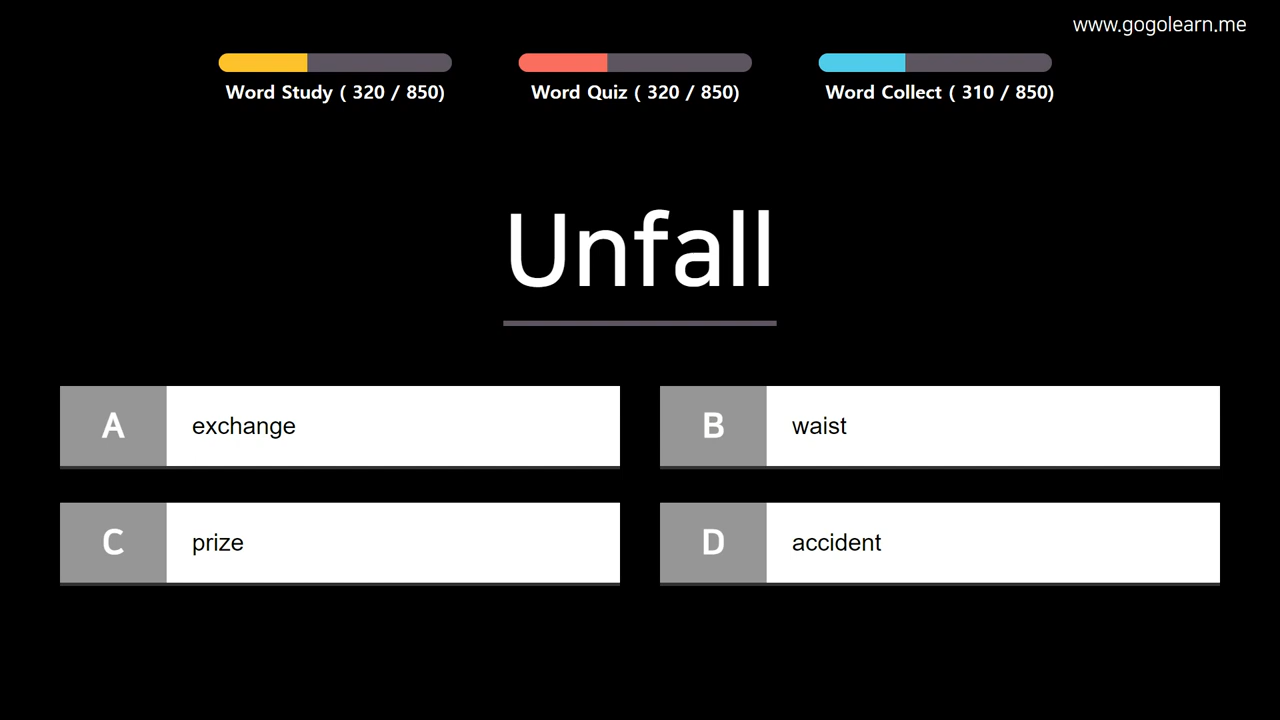 www.gogolearn.me
Word Study ( 320 / 850)
Word Quiz ( 320 / 850)
Word Collect ( 310 / 850)
Unfall
A exchange
B waist
C prize
D accident